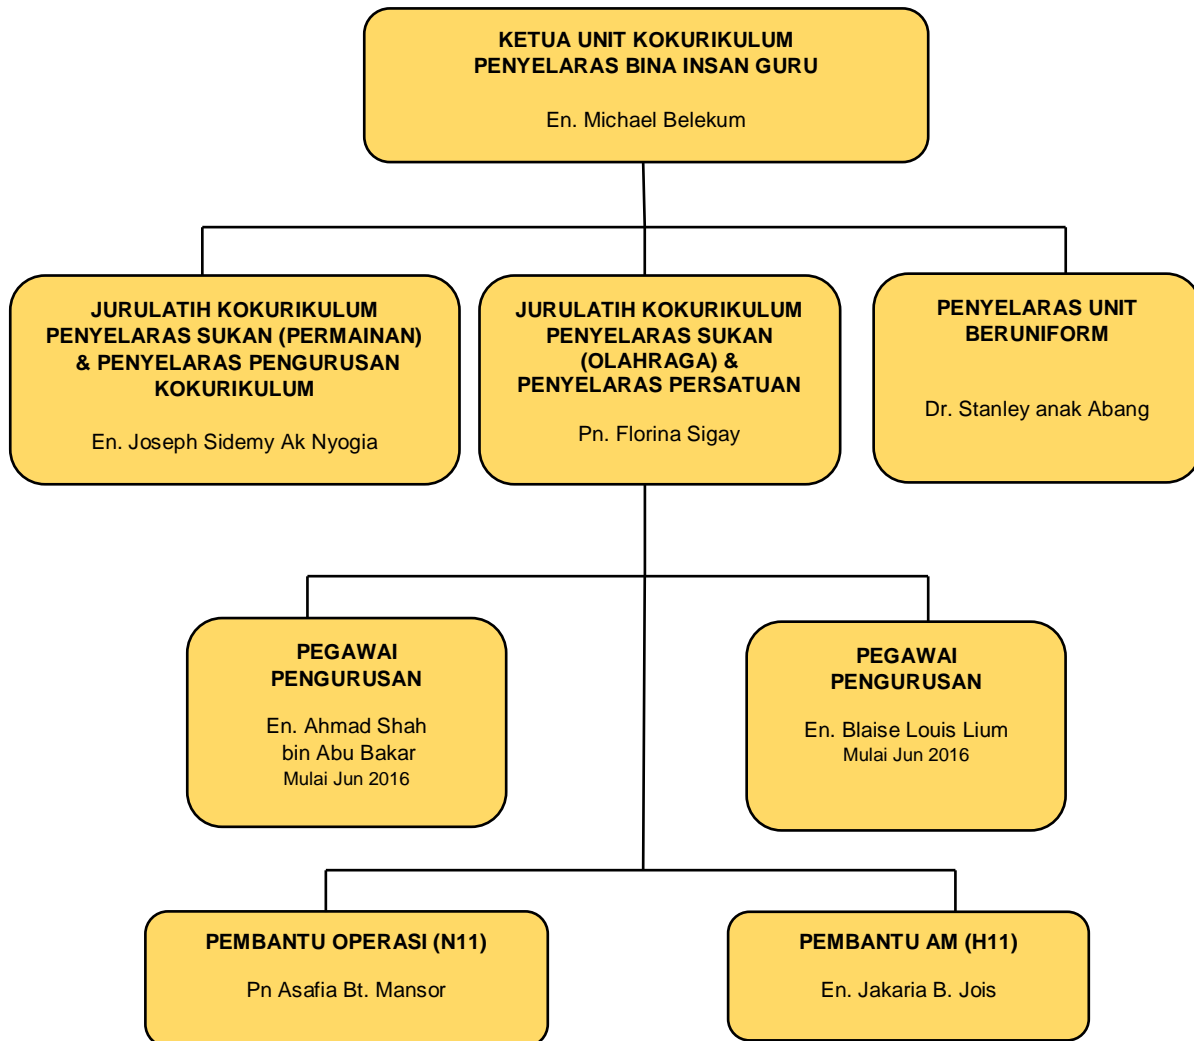 KETUA UNIT KOKURIKULUM
PENYELARAS BINA INSAN GURU
En. Michael Belekum
JURULATIH KOKURIKULUM
PENYELARAS SUKAN (PERMAINAN)
& PENYELARAS PENGURUSAN
KOKURIKULUM
En. Joseph Sidemy Ak Nyogia
JURULATIH KOKURIKULUM
PENYELARAS SUKAN
(OLAHRAGA) &
PENYELARAS PERSATUAN
Pn. Florina Sigay
PENYELARAS UNIT
BERUNIFORM
Dr. Stanley anak Abang
PEGAWAI
PENGURUSAN
En. Ahmad Shah
bin Abu Bakar
Mulai Jun 2016
PEGAWAI
PENGURUSAN
En. Blaise Louis Lium
Mulai Jun 2016
PEMBANTU OPERASI (N11)
Pn Asafia Bt. Mansor
PEMBANTU AM (H11)
En. Jakaria B. Jois